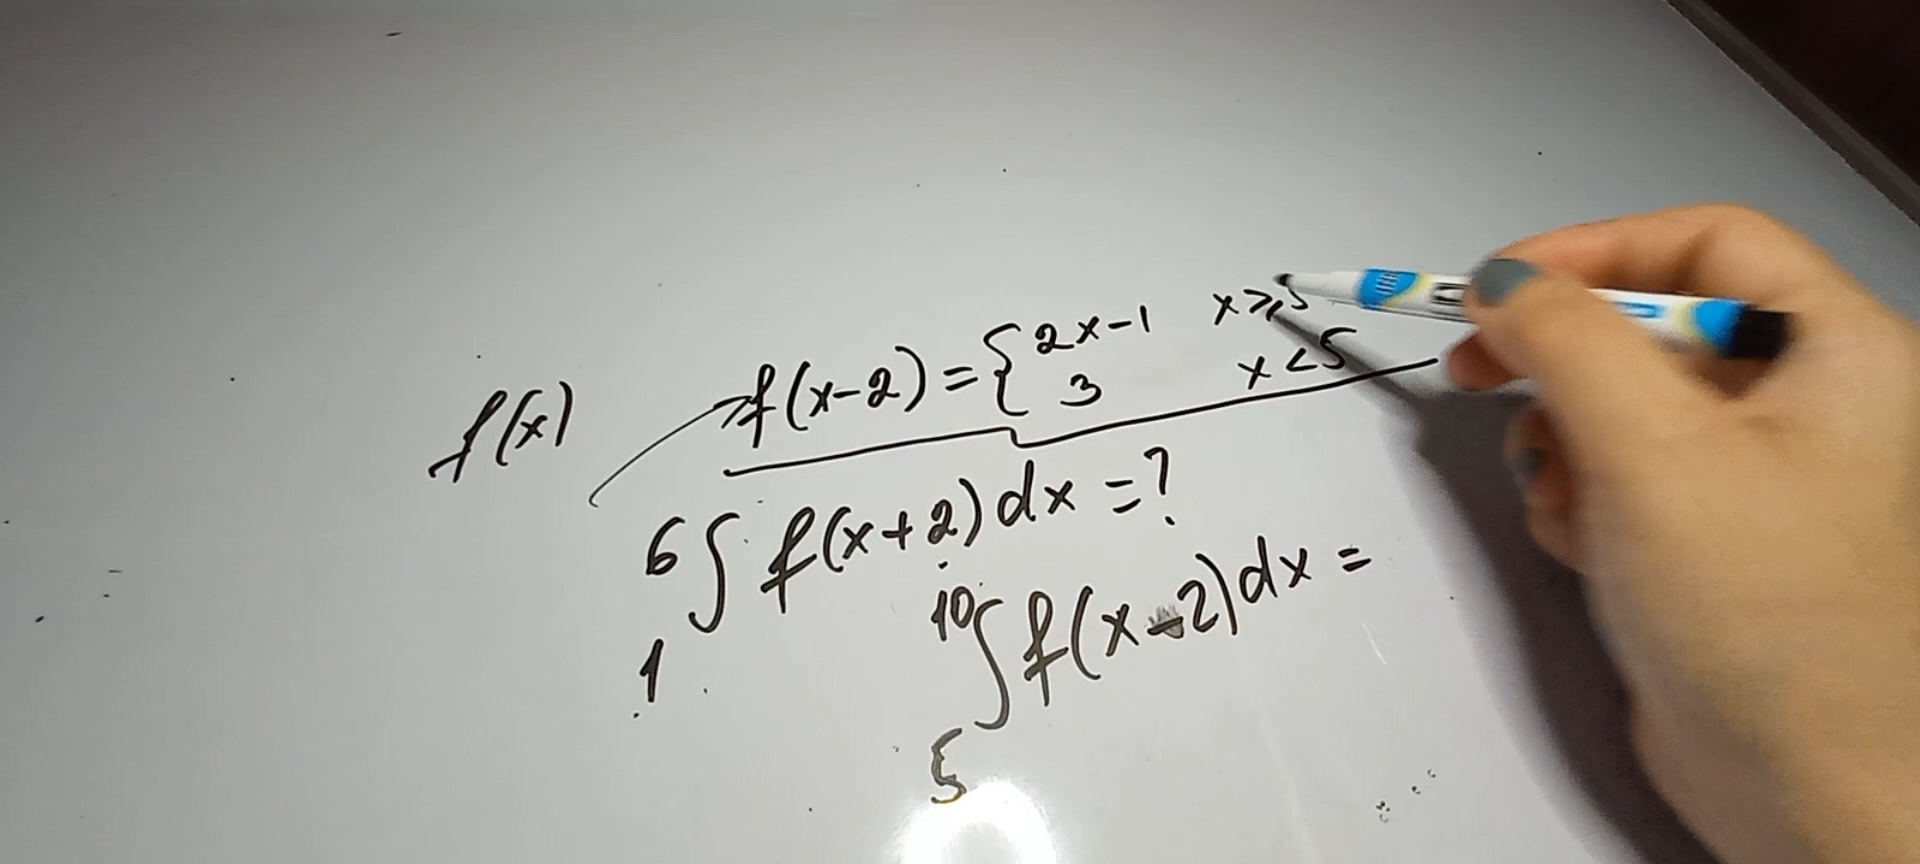 f(x)
f(x-2) = { 2x-1 x ≥ 5
3 x < 5
6 ∫ 1 f(x+2) dx = ?
10 ∫ 5 f(x-2) dx =